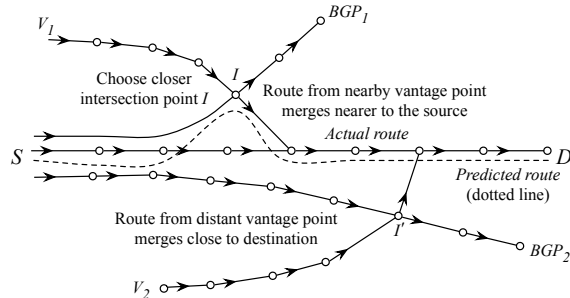 V1
BGP1
Choose closer
intersection point I
I
Route from nearby vantage point
merges nearer to the source
Actual route
S
D
Predicted route
(dotted line)
Route from distant vantage point
merges close to destination
I'
BGP2
V2